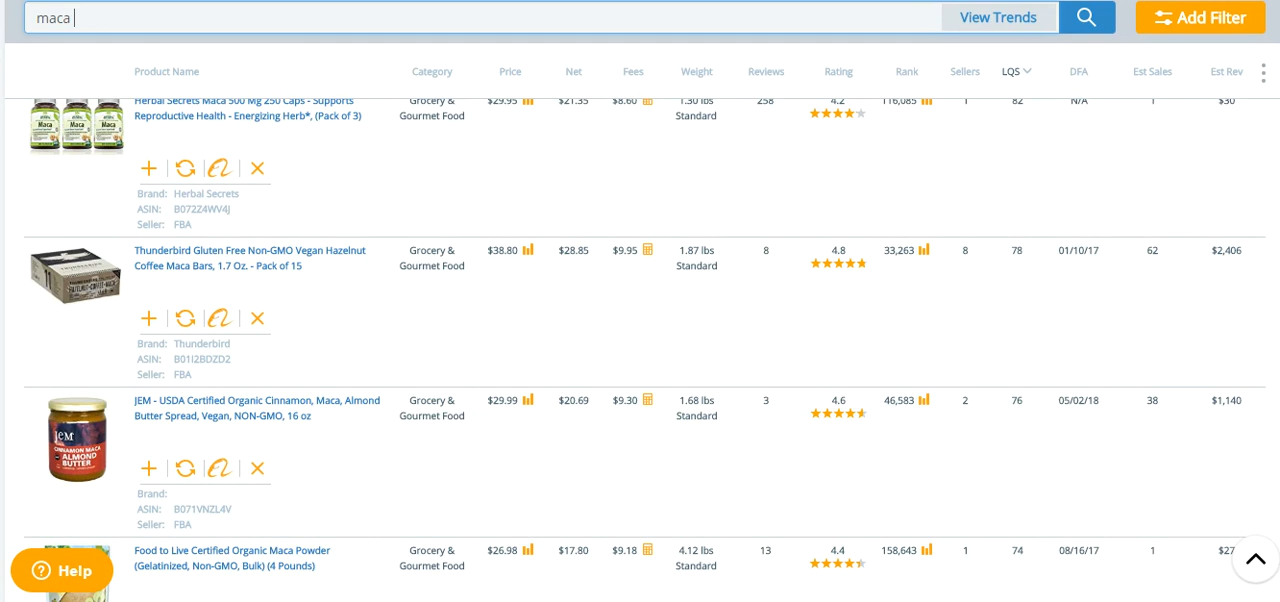 maca
View Trends
Add Filter
Product Name Category Price Net Fees Weight Reviews Rating Rank Sellers LQS DFA Est Sales Est Rev
Herbal Secrets Maca 500 Mg 250 Caps - Supports Grocery & $29.95 $21.35 $8.60 1.30 lbs 258 4.2 116,085 1 82 N/A 1 $30
Reproductive Health - Energizing Herb*, (Pack of 3) Gourmet Food Standard
Brand: Herbal Secrets
ASIN: B072Z4WV4J
Seller: FBA
Thunderbird Gluten Free Non-GMO Vegan Hazelnut Grocery & $38.80 $28.85 $9.95 1.87 lbs 8 4.8 33,263 8 78 01/10/17 62 $2,406
Coffee Maca Bars, 1.7 Oz. - Pack of 15 Gourmet Food Standard
Brand: Thunderbird
ASIN: B01I2BDZD2
Seller: FBA
JEM - USDA Certified Organic Cinnamon, Maca, Almond Grocery & $29.99 $20.69 $9.30 1.68 lbs 3 4.6 46,583 2 76 05/02/18 38 $1,140
Butter Spread, Vegan, NON-GMO, 16 oz Gourmet Food Standard
Jem
CINNAMON MACA
ALMOND
BUTTER
Brand:
ASIN: B071VNZL4V
Seller: FBA
Food to Live Certified Organic Maca Powder Grocery & $26.98 $17.80 $9.18 4.12 lbs 13 4.4 158,643 1 74 08/16/17 1 $27
(Gelatinized, Non-GMO, Bulk) (4 Pounds) Gourmet Food Standard
Help